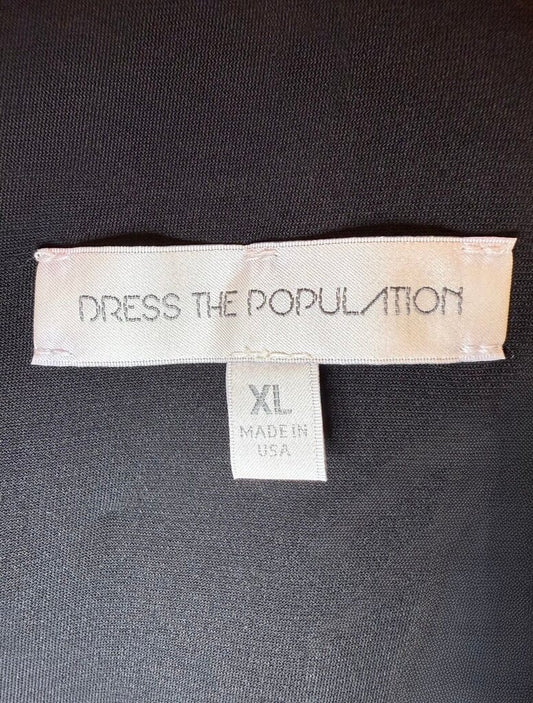 DRESS THE POPULATION
XL
MADE IN
USA